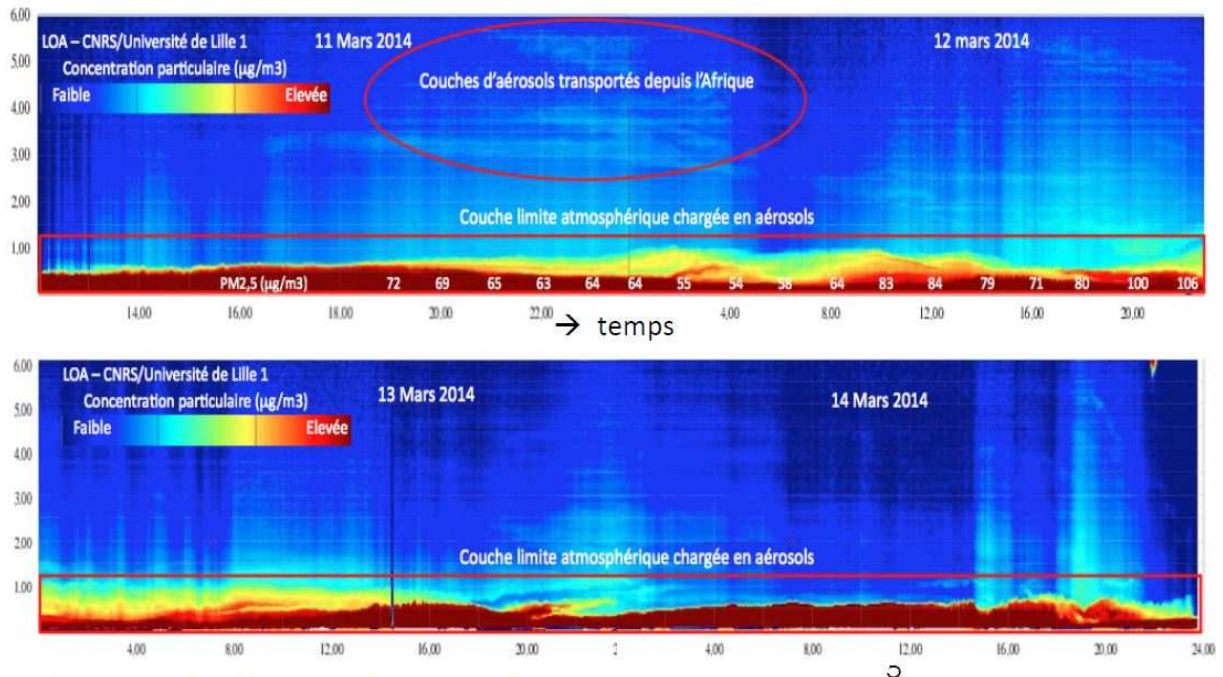 6.00
LOA – CNRS/Université de Lille 1
11 Mars 2014
12 mars 2014
5,00
Concentration particulaire (µg/m3)
Faible
Elevée
Couches d'aérosols transportés depuis l'Afrique
4,00
3,00
2,00
Couche limite atmosphérique chargée en aérosols
1,00
PM2,5 (µg/m3) 72 69 65 63 64 64 55 54 58 64 83 84 79 71 80 100 106
14,00 16,00 18,00 20,00 22,00 4,00 8,00 12,00 16,00 20,00
→ temps
6,00
LOA – CNRS/Université de Lille 1
13 Mars 2014
14 Mars 2014
5,00
Concentration particulaire (µg/m3)
Faible
Elevée
4,00
3,00
2,00
Couche limite atmosphérique chargée en aérosols
1,00
4,00 8,00 12,00 16,00 20.00 4,00 8,00 12,00 16,00 20,00 24,00